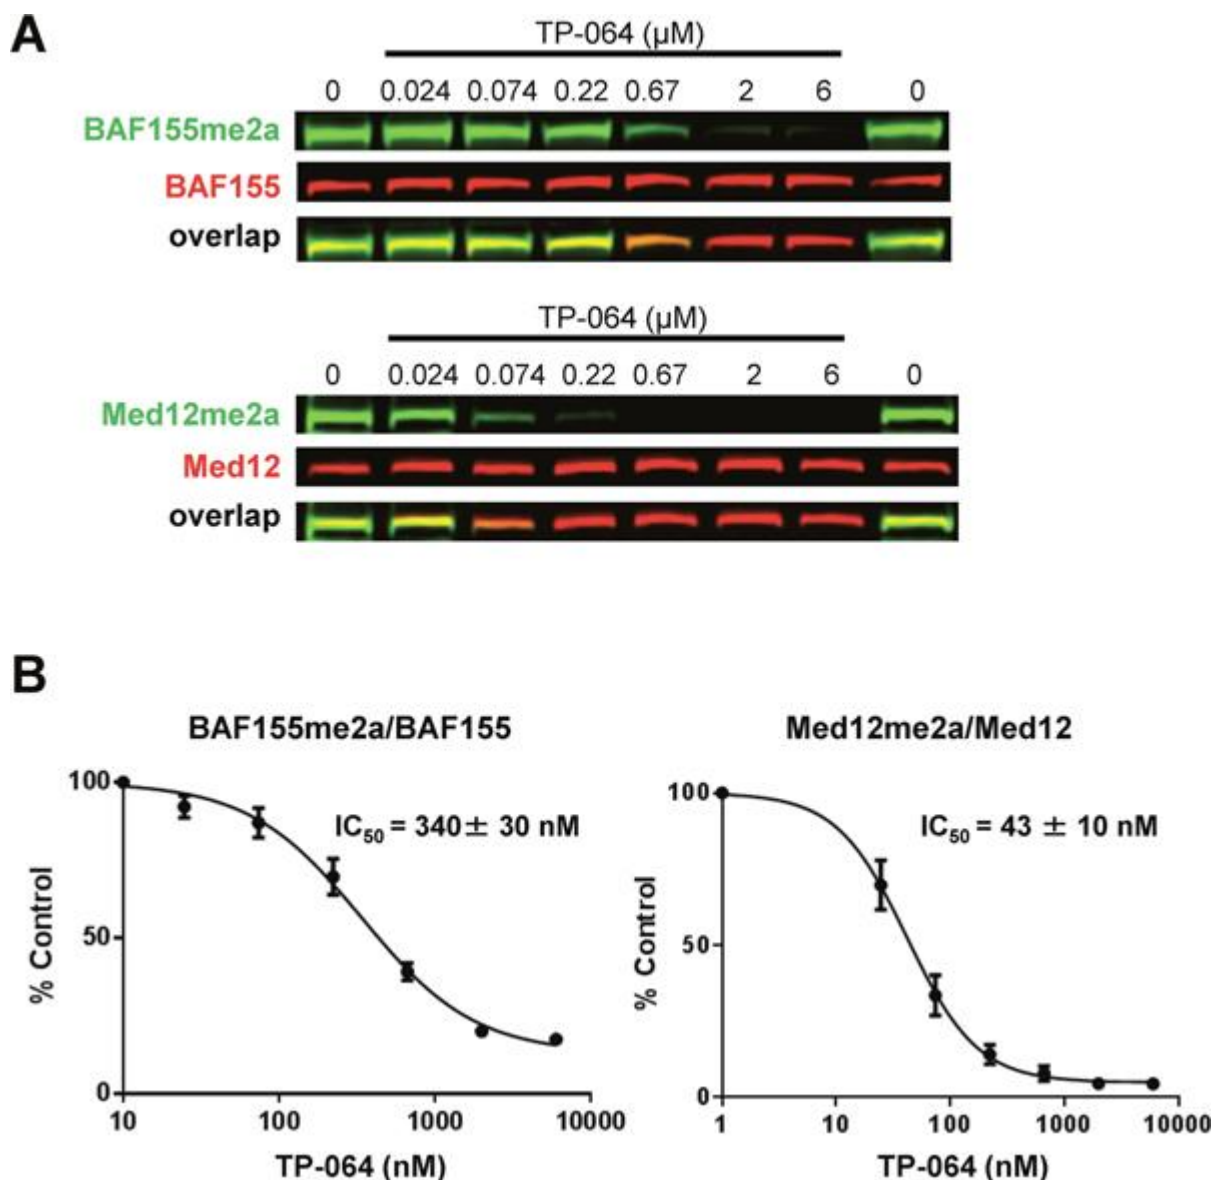 A
TP-064 (µM)
0 0.024 0.074 0.22 0.67 2 6 0
BAF155me2a
BAF155
overlap
TP-064 (µM)
0 0.024 0.074 0.22 0.67 2 6 0
Med12me2a
Med12
overlap
B
BAF155me2a/BAF155
IC50 = 340 ± 30 nM
% Control
100
50
0
10 100 1000 10000
TP-064 (nM)
Med12me2a/Med12
IC50 = 43 ± 10 nM
% Control
100
50
0
1 10 100 1000 10000
TP-064 (nM)